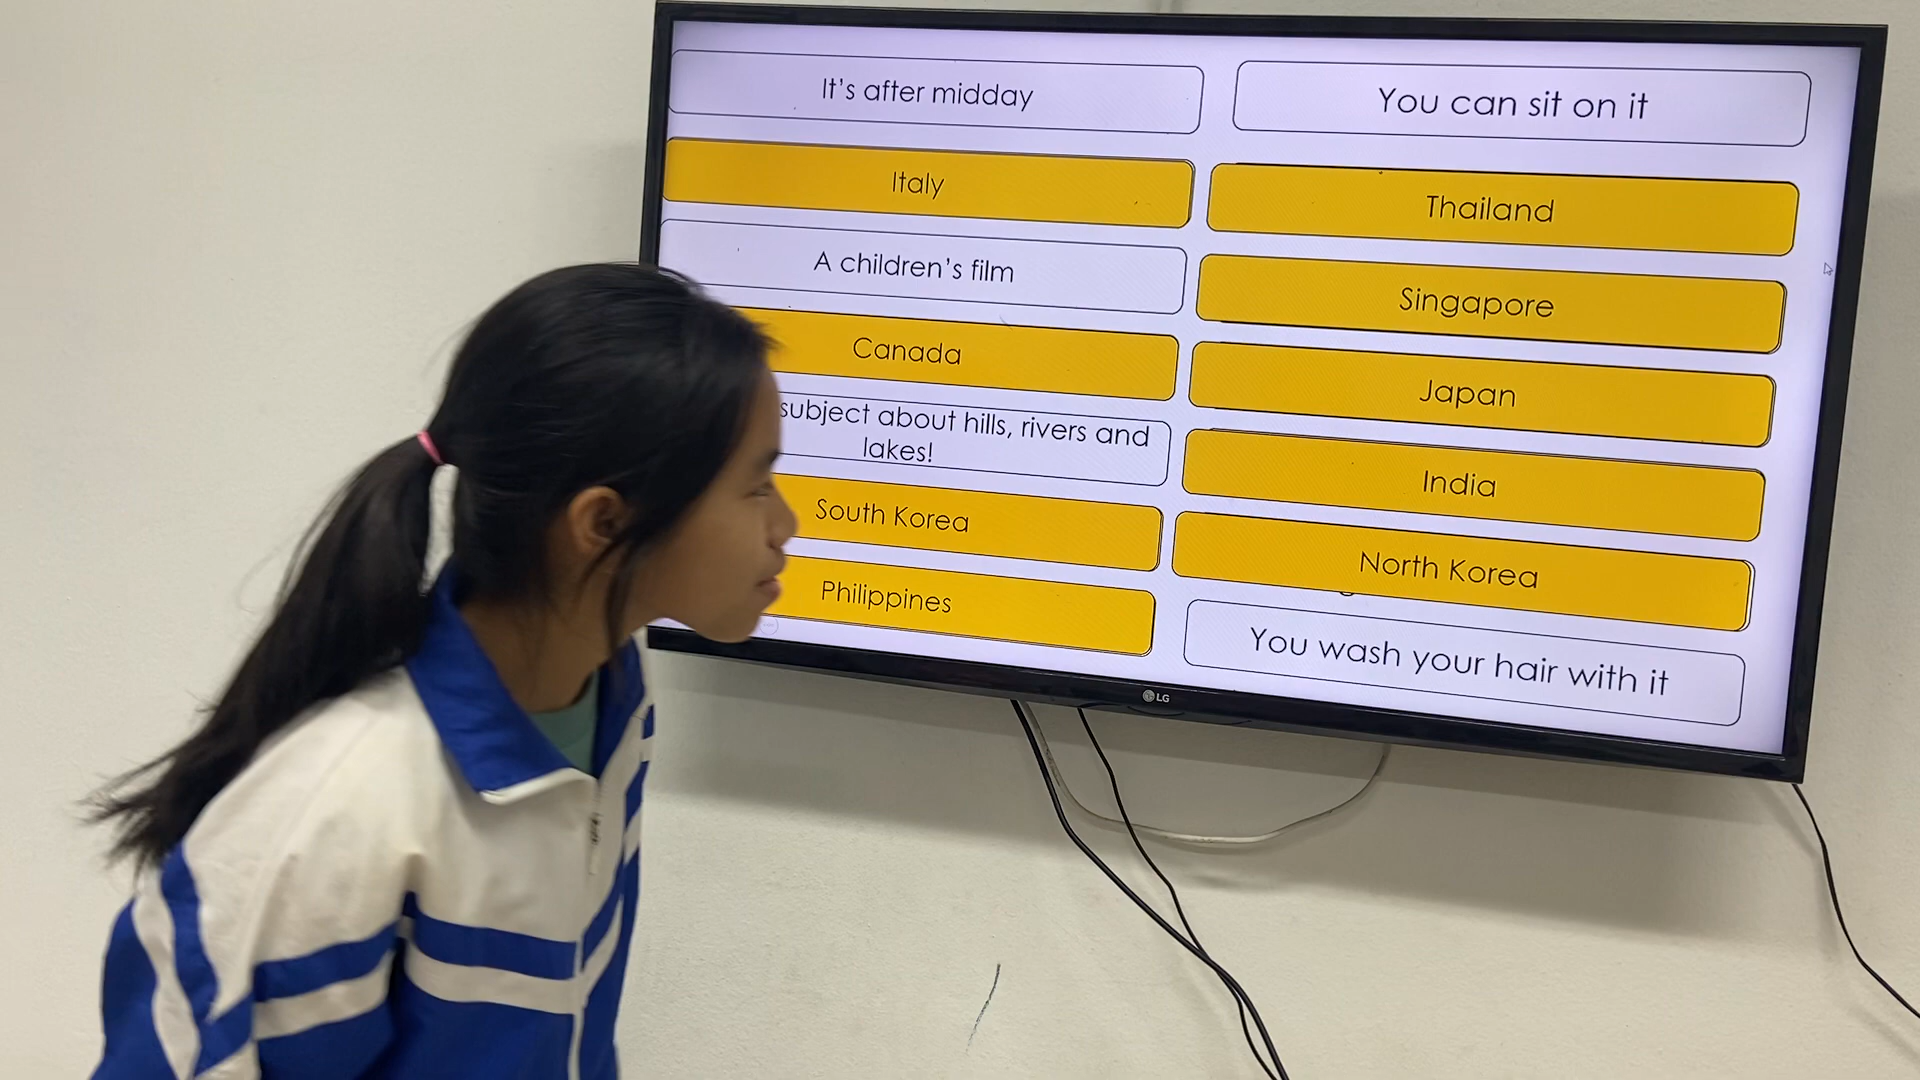 It's after midday
Italy
A children's film
Canada
subject about hills, rivers and
lakes!
South Korea
Philippines
You can sit on it
Thailand
Singapore
Japan
India
North Korea
You wash your hair with it
LG